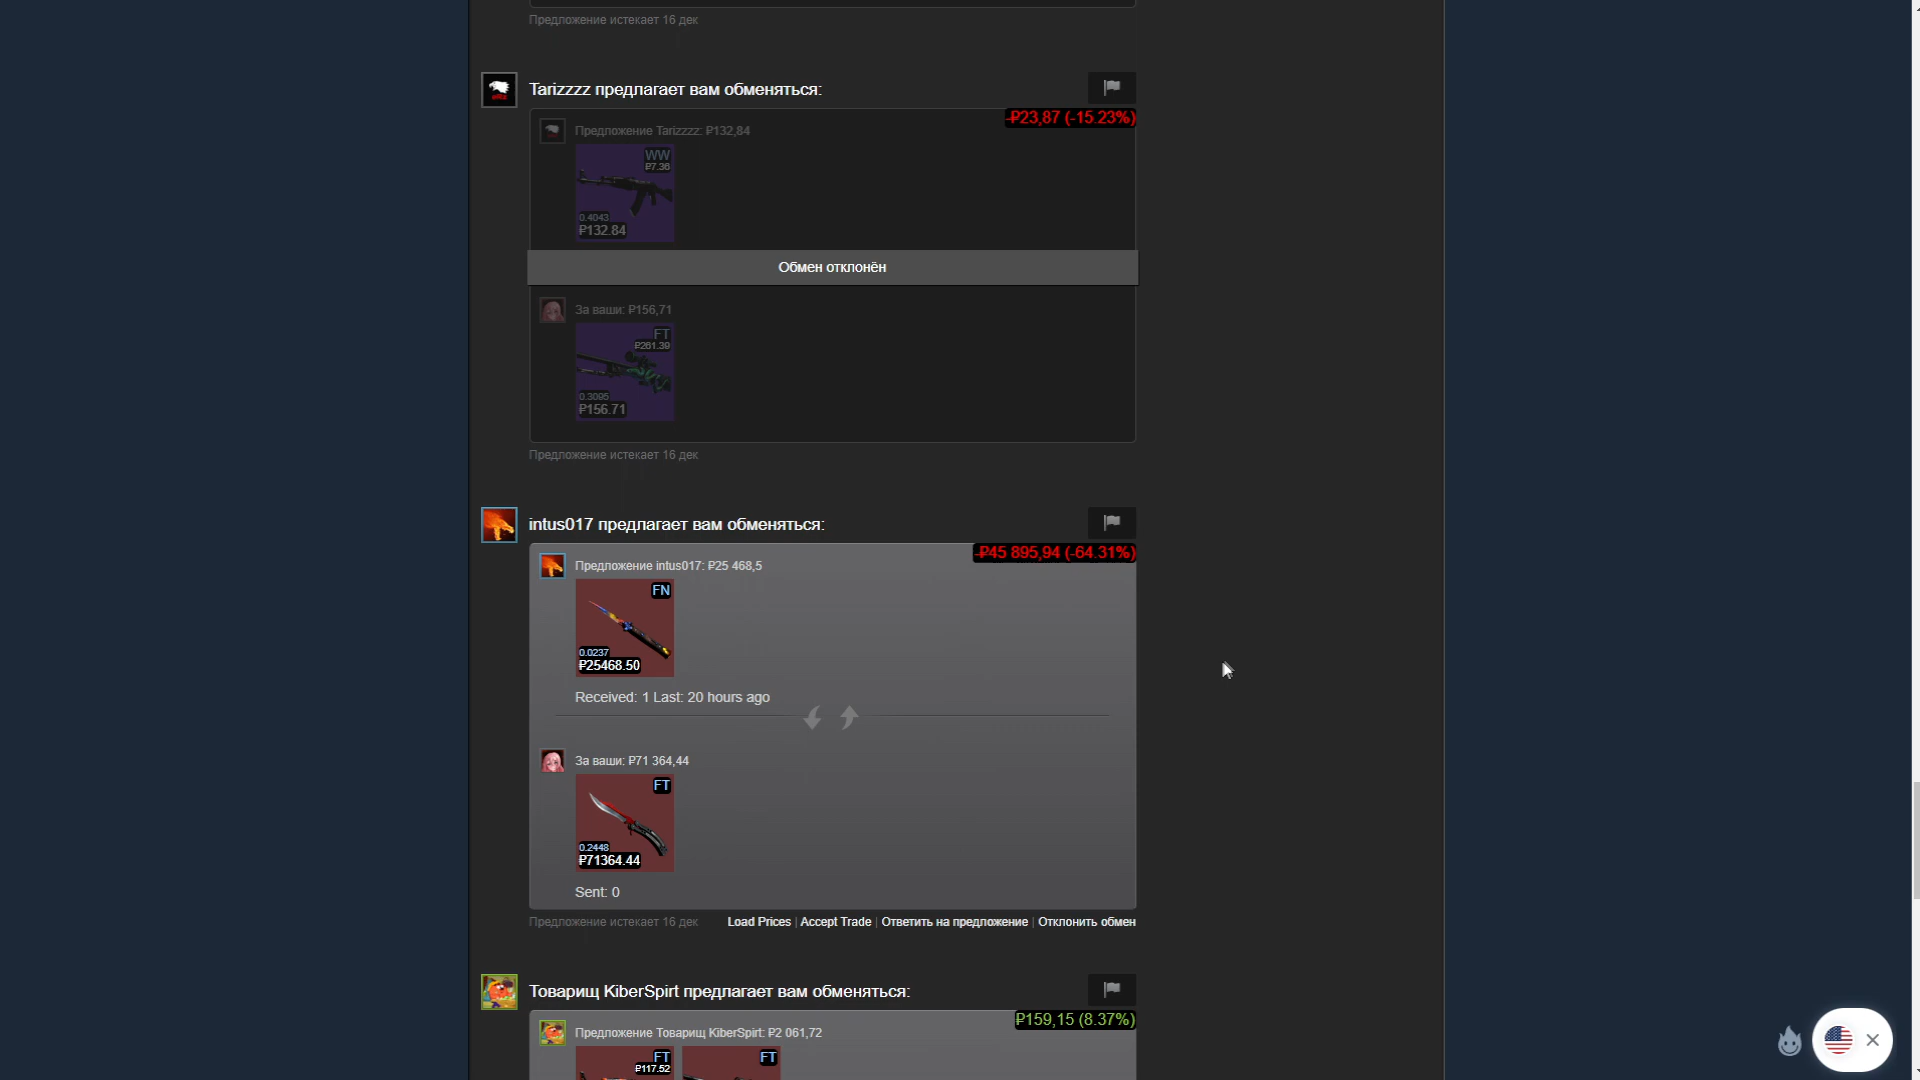 Предложение истекает 16 дек
Tarizzzz предлагает вам обменяться:
-₽23,87 (-15.23%)
Предложение Tarizzzz: ₽132,84
WW
₽7.36
0.4043
₽132.84
Обмен отклонён
За ваши: ₽156,71
FT
₽261.39
0.3095
₽156.71
Предложение истекает 16 дек
intus017 предлагает вам обменяться:
-₽45 895,94 (-64.31%)
Предложение intus017: ₽25 468,5
FN
0.0237
₽25468.50
Received: 1 Last: 20 hours ago
За ваши: ₽71 364,44
FT
0.2448
₽71364.44
Sent: 0
Предложение истекает 16 дек Load Prices | Accept Trade | Ответить на предложение | Отклонить обмен
Товарищ KiberSpirt предлагает вам обменяться:
₽159,15 (8.37%)
Предложение Товарищ KiberSpirt: ₽2 061,72
FT FT
₽117.52